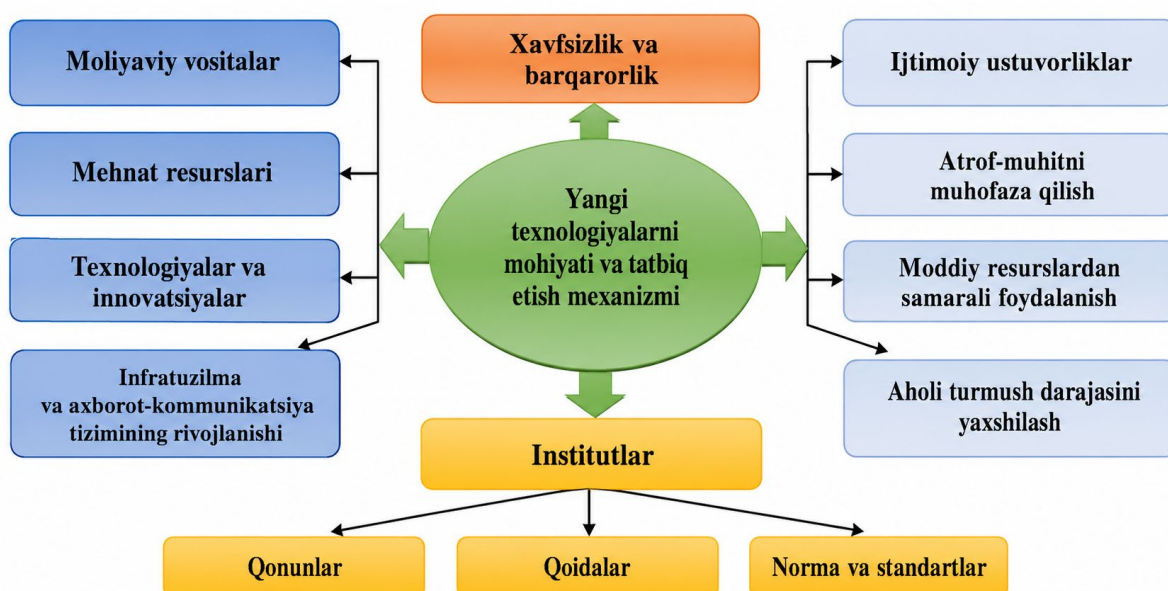 Moliyaviy vositalar
Mehnat resurslari
Texnologiyalar va
innovatsiyalar
Infratuzilma
va axborot-kommunikatsiya
tizimining rivojlanishi
Xavfsizlik va
barqarorlik
Yangi
texnologiyalarni
mohiyati va tatbiq
etish mexanizmi
Ijtimoiy ustuvorliklar
Atrof-muhitni
muhofaza qilish
Moddiy resurslardan
samarali foydalanish
Aholi turmush darajasini
yaxshilash
Institutlar
Qonunlar
Qoidalar
Norma va standartlar